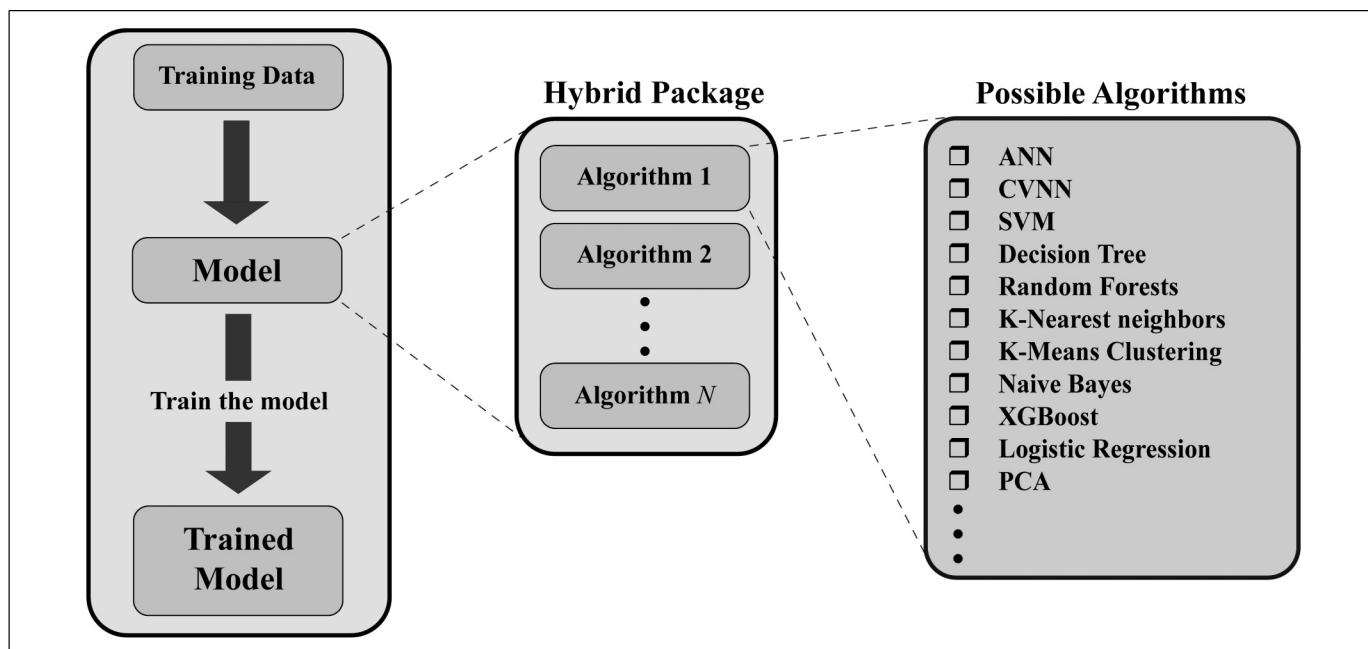 Training Data
Model
Train the model
Trained
Model
Hybrid Package
Algorithm 1
Algorithm 2
Algorithm N
Possible Algorithms
ANN
CVNN
SVM
Decision Tree
Random Forests
K-Nearest neighbors
K-Means Clustering
Naive Bayes
XGBoost
Logistic Regression
PCA